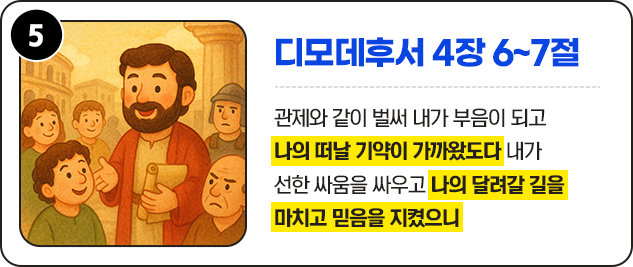 5
디모데후서 4장 6~7절
관제와 같이 벌써 내가 부음이 되고
나의 떠날 기약이 가까왔도다 내가
선한 싸움을 싸우고 나의 달려갈 길을
마치고 믿음을 지켰으니